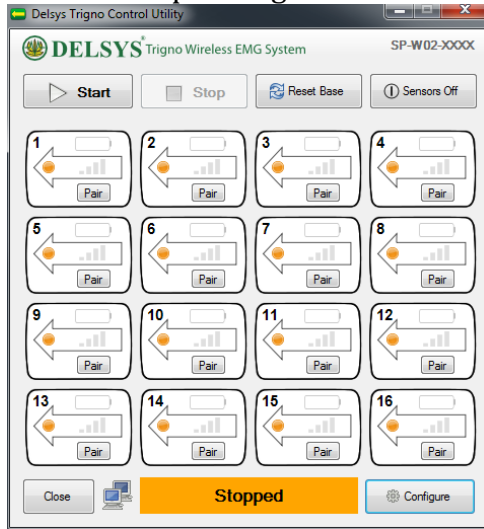 Delsys Trigno Control Utility
DELSYS Trigno Wireless EMG System SP-W02-XXXX
Start Stop Reset Base Sensors Off
1 2 3 4
Pair Pair Pair Pair
5 6 7 8
Pair Pair Pair Pair
9 10 11 12
Pair Pair Pair Pair
13 14 15 16
Pair Pair Pair Pair
Close Stopped Configure